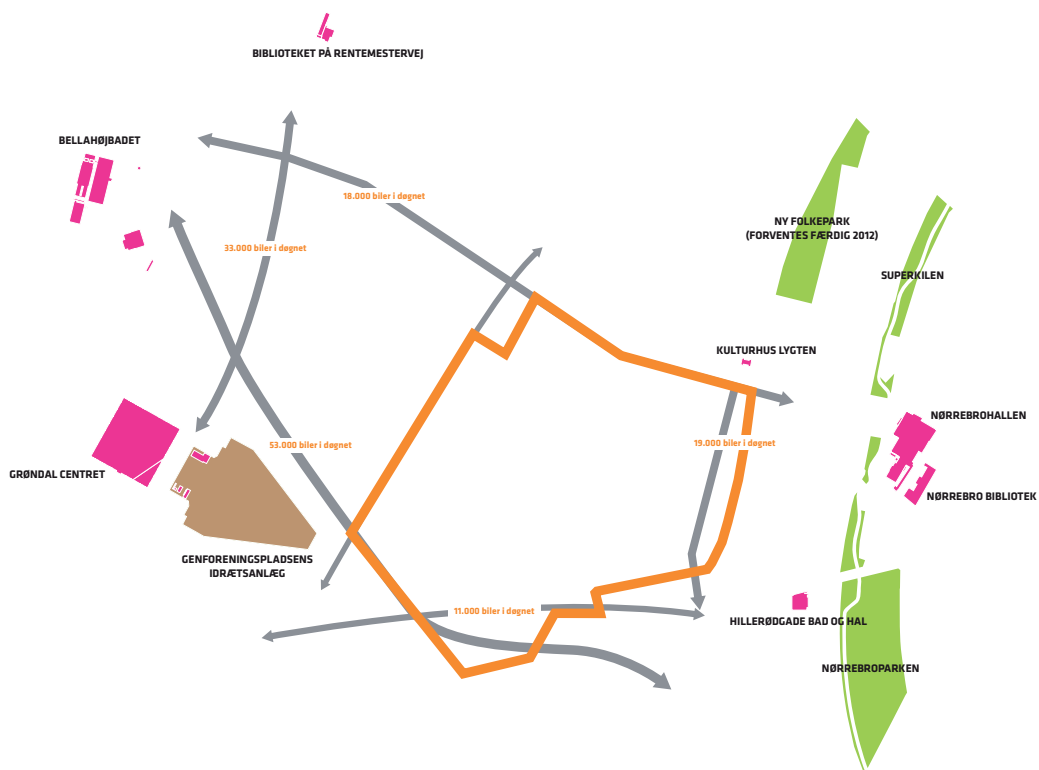 BIBLIOTEKET PÅ RENTEMESTERVEJ
BELLAHØJBADET
18.000 biler i døgnet
NY FOLKEPARK
(FORVENTES FÆRDIG 2012)
33.000 biler i døgnet
SUPERKILEN
KULTURHUS LYGTEN
NØRREBROHALLEN
53.000 biler i døgnet
19.000 biler i døgnet
GRØNDAL CENTRET
NØRREBRO BIBLIOTEK
GENFORENINGSPLADSENS
IDRÆTSANLÆG
11.000 biler i døgnet
HILLERØDGADE BAD OG HAL
NØRREBROPARKEN